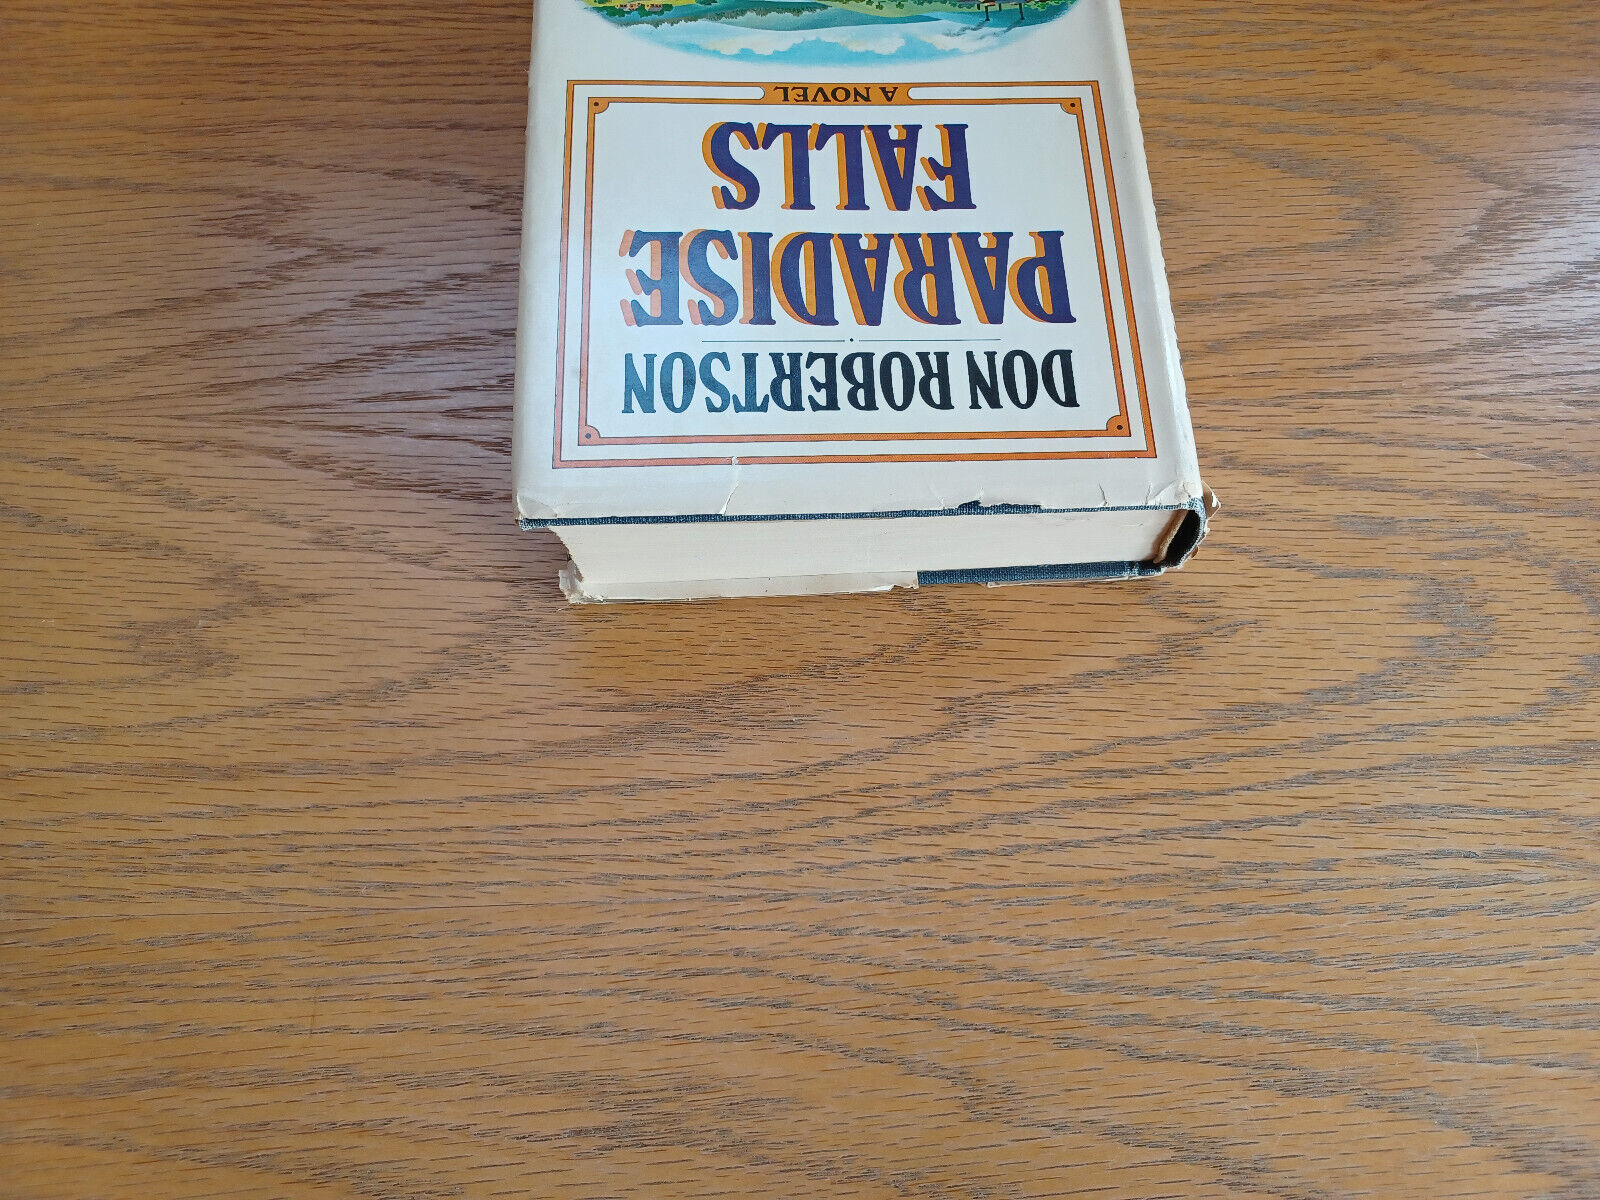 DON ROBERTSON
PARADISE
FALLS
A NOVEL